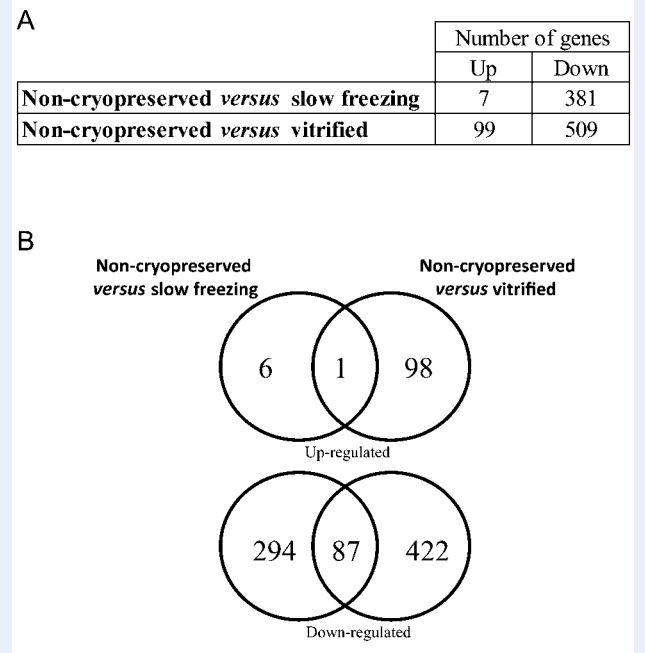 A
Number of genes
Up Down
Non-cryopreserved versus slow freezing 7 381
Non-cryopreserved versus vitrified 99 509
B
Non-cryopreserved Non-cryopreserved
versus slow freezing versus vitrified
6 1 98
Up-regulated
294 87 422
Down-regulated